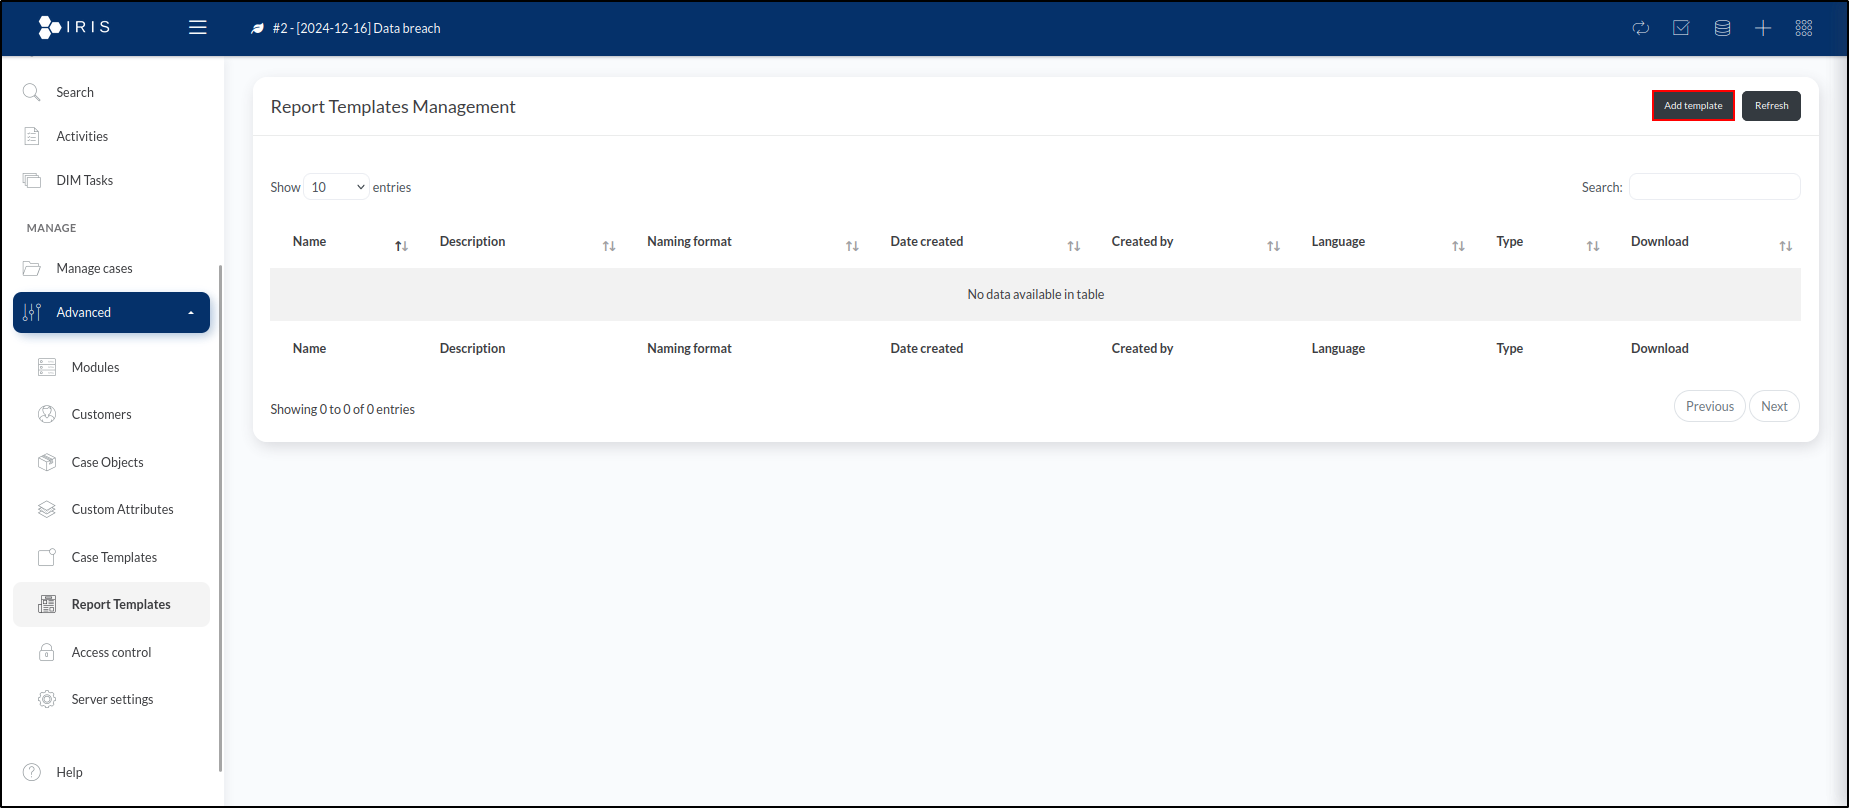 IRIS
#2 - [2024-12-16] Data breach
Search
Activities
DIM Tasks
MANAGE
Manage cases
Advanced
Modules
Customers
Case Objects
Custom Attributes
Case Templates
Report Templates
Access control
Server settings
Help
Report Templates Management
Add template
Refresh
Show 10 entries
Search:
Name Description Naming format Date created Created by Language Type Download
No data available in table
Name Description Naming format Date created Created by Language Type Download
Showing 0 to 0 of 0 entries
Previous Next